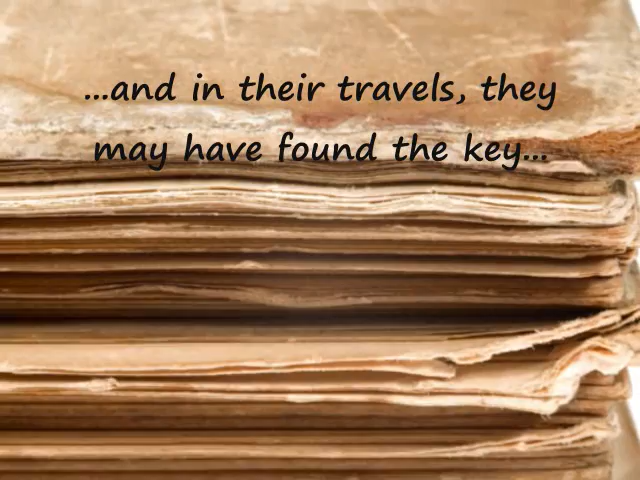 ...and in their travels, they
may have found the key...